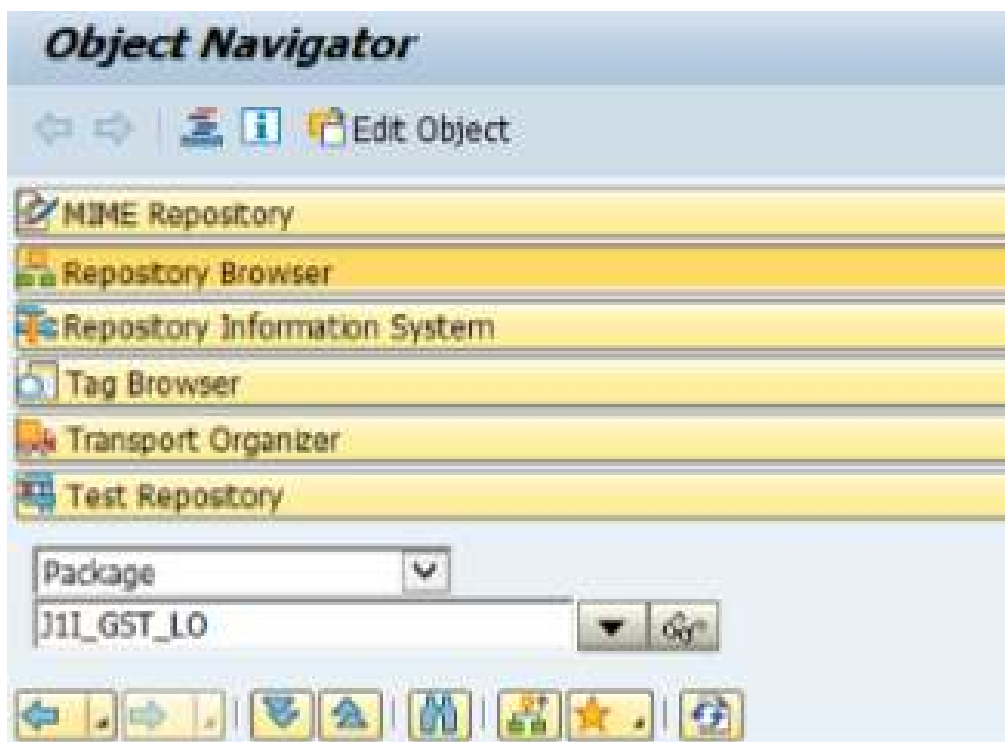 Object Navigator
Edit Object
MIME Repository
Repository Browser
Repository Information System
Tag Browser
Transport Organizer
Test Repository
Package
J1I_GST_LO